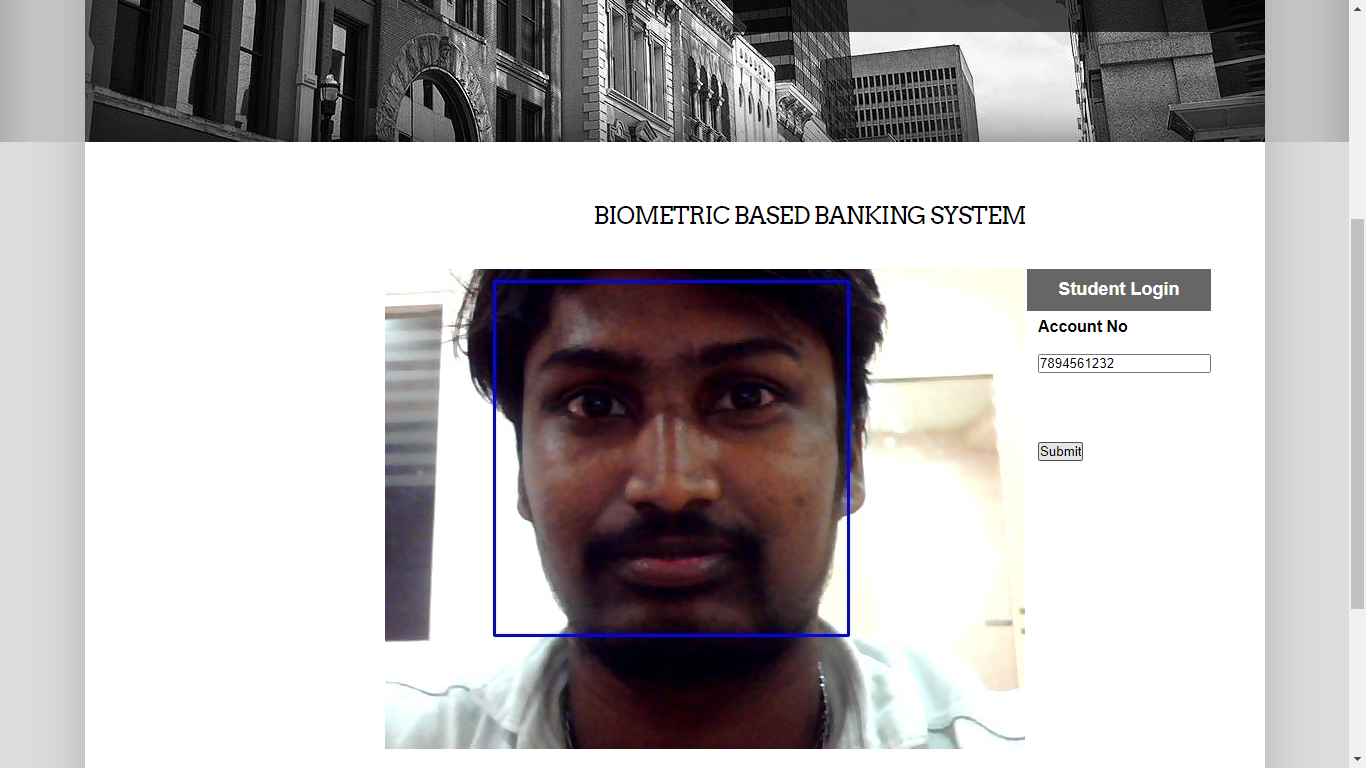 BIOMETRIC BASED BANKING SYSTEM
Student Login
Account No
7894561232
Submit